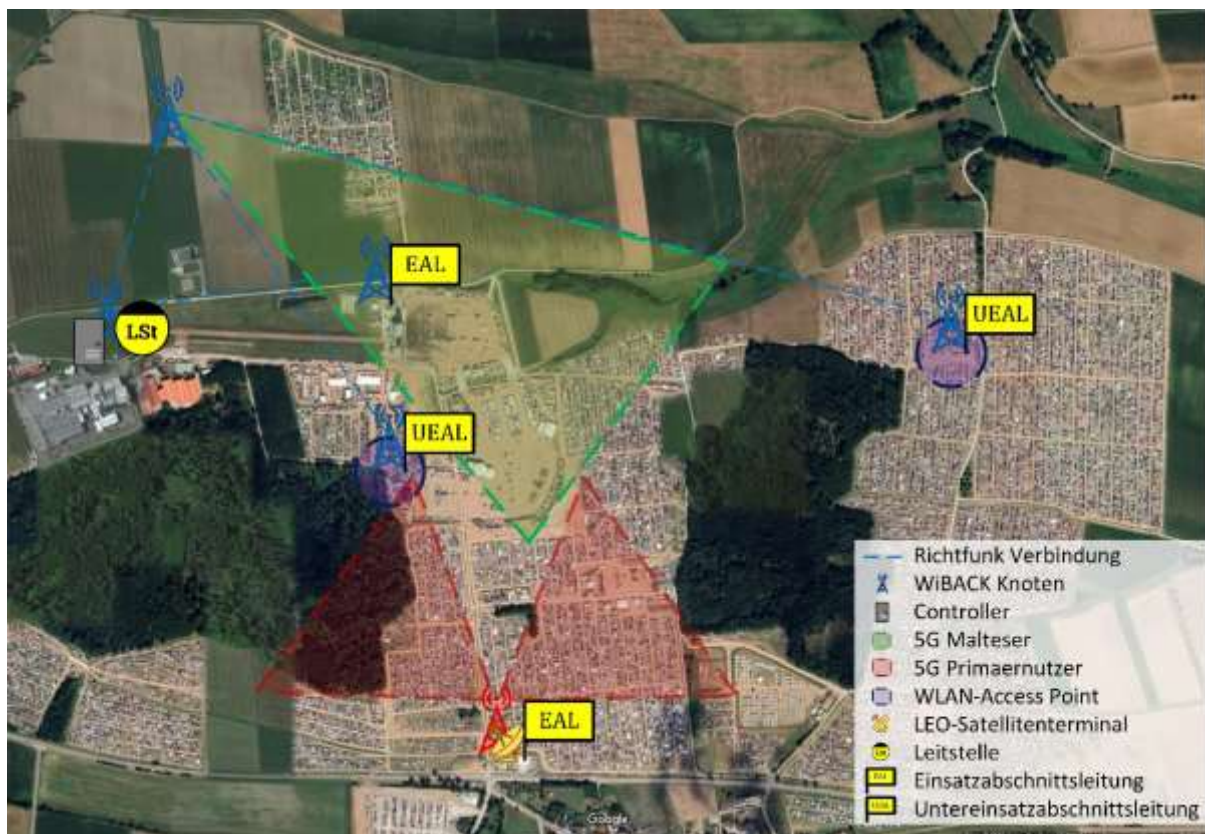 EAL
LSt
UEAL
UEAL
EAL
Richtfunk Verbindung
WiBACK Knoten
Controller
5G Malteser
5G Primaernutzer
WLAN-Access Point
LEO-Satellitenterminal
Leitstelle
Einsatzabschnittsleitung
Untereinsatzabschnittsleitung
Google